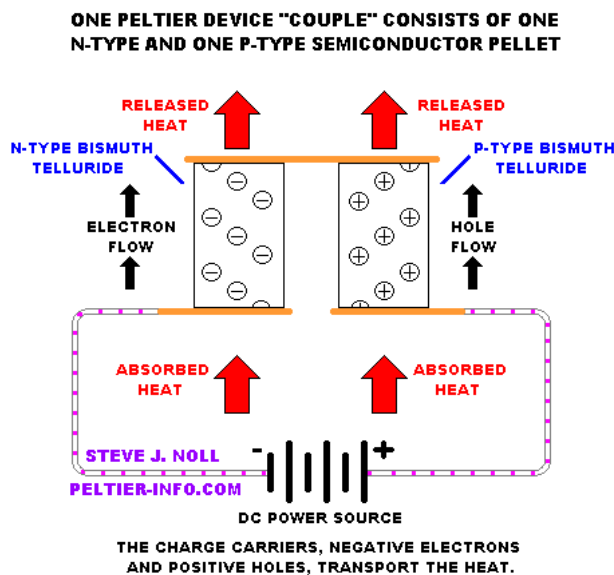 ONE PELTIER DEVICE "COUPLE" CONSISTS OF ONE
N-TYPE AND ONE P-TYPE SEMICONDUCTOR PELLET
RELEASED
HEAT
RELEASED
HEAT
N-TYPE BISMUTH
TELLURIDE
P-TYPE BISMUTH
TELLURIDE
ELECTRON
FLOW
HOLE
FLOW
ABSORBED
HEAT
ABSORBED
HEAT
STEVE J. NOLL
PELTIER-INFO.COM
- +
DC POWER SOURCE
THE CHARGE CARRIERS, NEGATIVE ELECTRONS
AND POSITIVE HOLES, TRANSPORT THE HEAT.